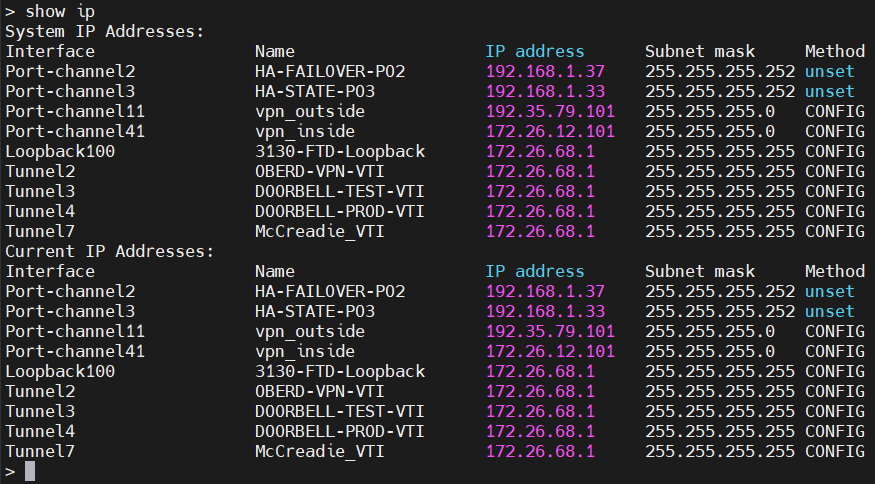 > show ip
System IP Addresses:
Interface                Name                   IP address      Subnet mask     Method
Port-channel2            HA-FAILOVER-PO2        192.168.1.37    255.255.255.252 unset
Port-channel3            HA-STATE-PO3           192.168.1.33    255.255.255.252 unset
Port-channel11           vpn_outside            192.35.79.101   255.255.255.0   CONFIG
Port-channel41           vpn_inside             172.26.12.101   255.255.255.0   CONFIG
Loopback100              3130-FTD-Loopback      172.26.68.1     255.255.255.255 CONFIG
Tunnel2                  OBERD-VPN-VTI          172.26.68.1     255.255.255.255 CONFIG
Tunnel3                  DOORBELL-TEST-VTI      172.26.68.1     255.255.255.255 CONFIG
Tunnel4                  DOORBELL-PROD-VTI      172.26.68.1     255.255.255.255 CONFIG
Tunnel7                  McCreadie_VTI          172.26.68.1     255.255.255.255 CONFIG
Current IP Addresses:
Interface                Name                   IP address      Subnet mask     Method
Port-channel2            HA-FAILOVER-PO2        192.168.1.37    255.255.255.252 unset
Port-channel3            HA-STATE-PO3           192.168.1.33    255.255.255.252 unset
Port-channel11           vpn_outside            192.35.79.101   255.255.255.0   CONFIG
Port-channel41           vpn_inside             172.26.12.101   255.255.255.0   CONFIG
Loopback100              3130-FTD-Loopback      172.26.68.1     255.255.255.255 CONFIG
Tunnel2                  OBERD-VPN-VTI          172.26.68.1     255.255.255.255 CONFIG
Tunnel3                  DOORBELL-TEST-VTI      172.26.68.1     255.255.255.255 CONFIG
Tunnel4                  DOORBELL-PROD-VTI      172.26.68.1     255.255.255.255 CONFIG
Tunnel7                  McCreadie_VTI          172.26.68.1     255.255.255.255 CONFIG
>